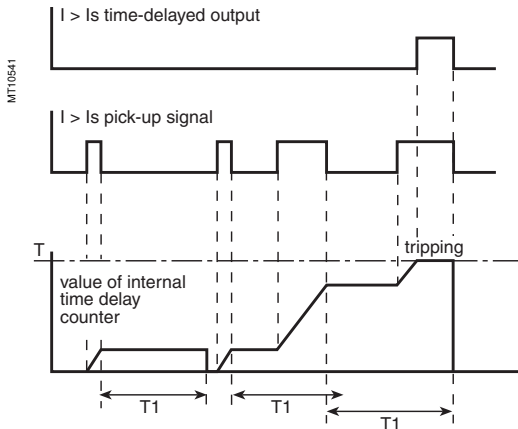 I > Is time-delayed output
MT10541
I > Is pick-up signal
T
tripping
value of internal
time delay
counter
T1
T1
T1